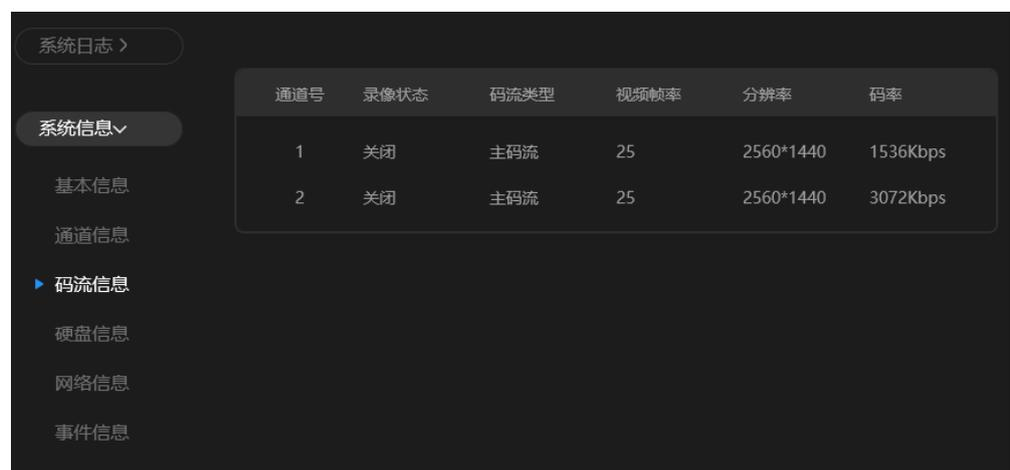 系统日志
系统信息
基本信息
通道信息
码流信息
硬盘信息
网络信息
事件信息
通道号 录像状态 码流类型 视频帧率 分辨率 码率
1 关闭 主码流 25 2560*1440 1536Kbps
2 关闭 主码流 25 2560*1440 3072Kbps